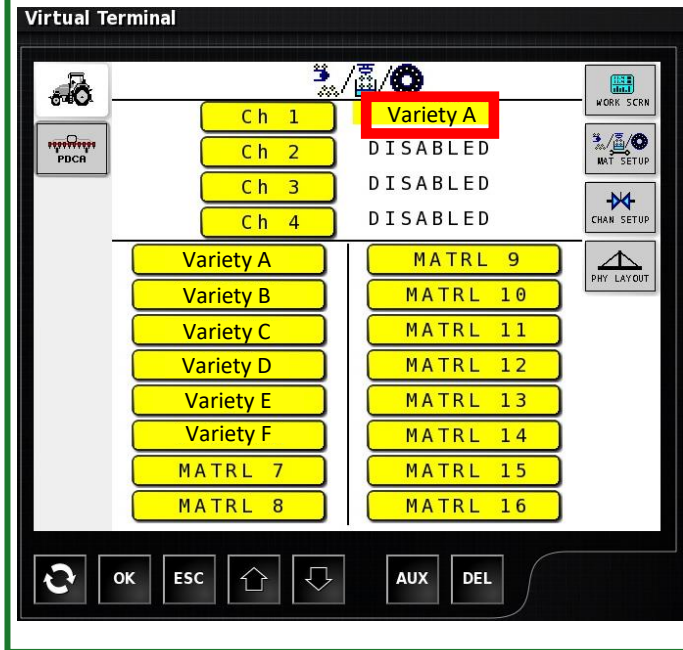 Virtual Terminal
WORK SCRN
Ch 1 Variety A
PDCA
Ch 2 DISABLED
MAT SETUP
Ch 3 DISABLED
Ch 4 DISABLED
CHAN SETUP
Variety A MATRL 9
PHY LAYOUT
Variety B MATRL 10
Variety C MATRL 11
Variety D MATRL 12
Variety E MATRL 13
Variety F MATRL 14
MATRL 7 MATRL 15
MATRL 8 MATRL 16
OK ESC AUX DEL